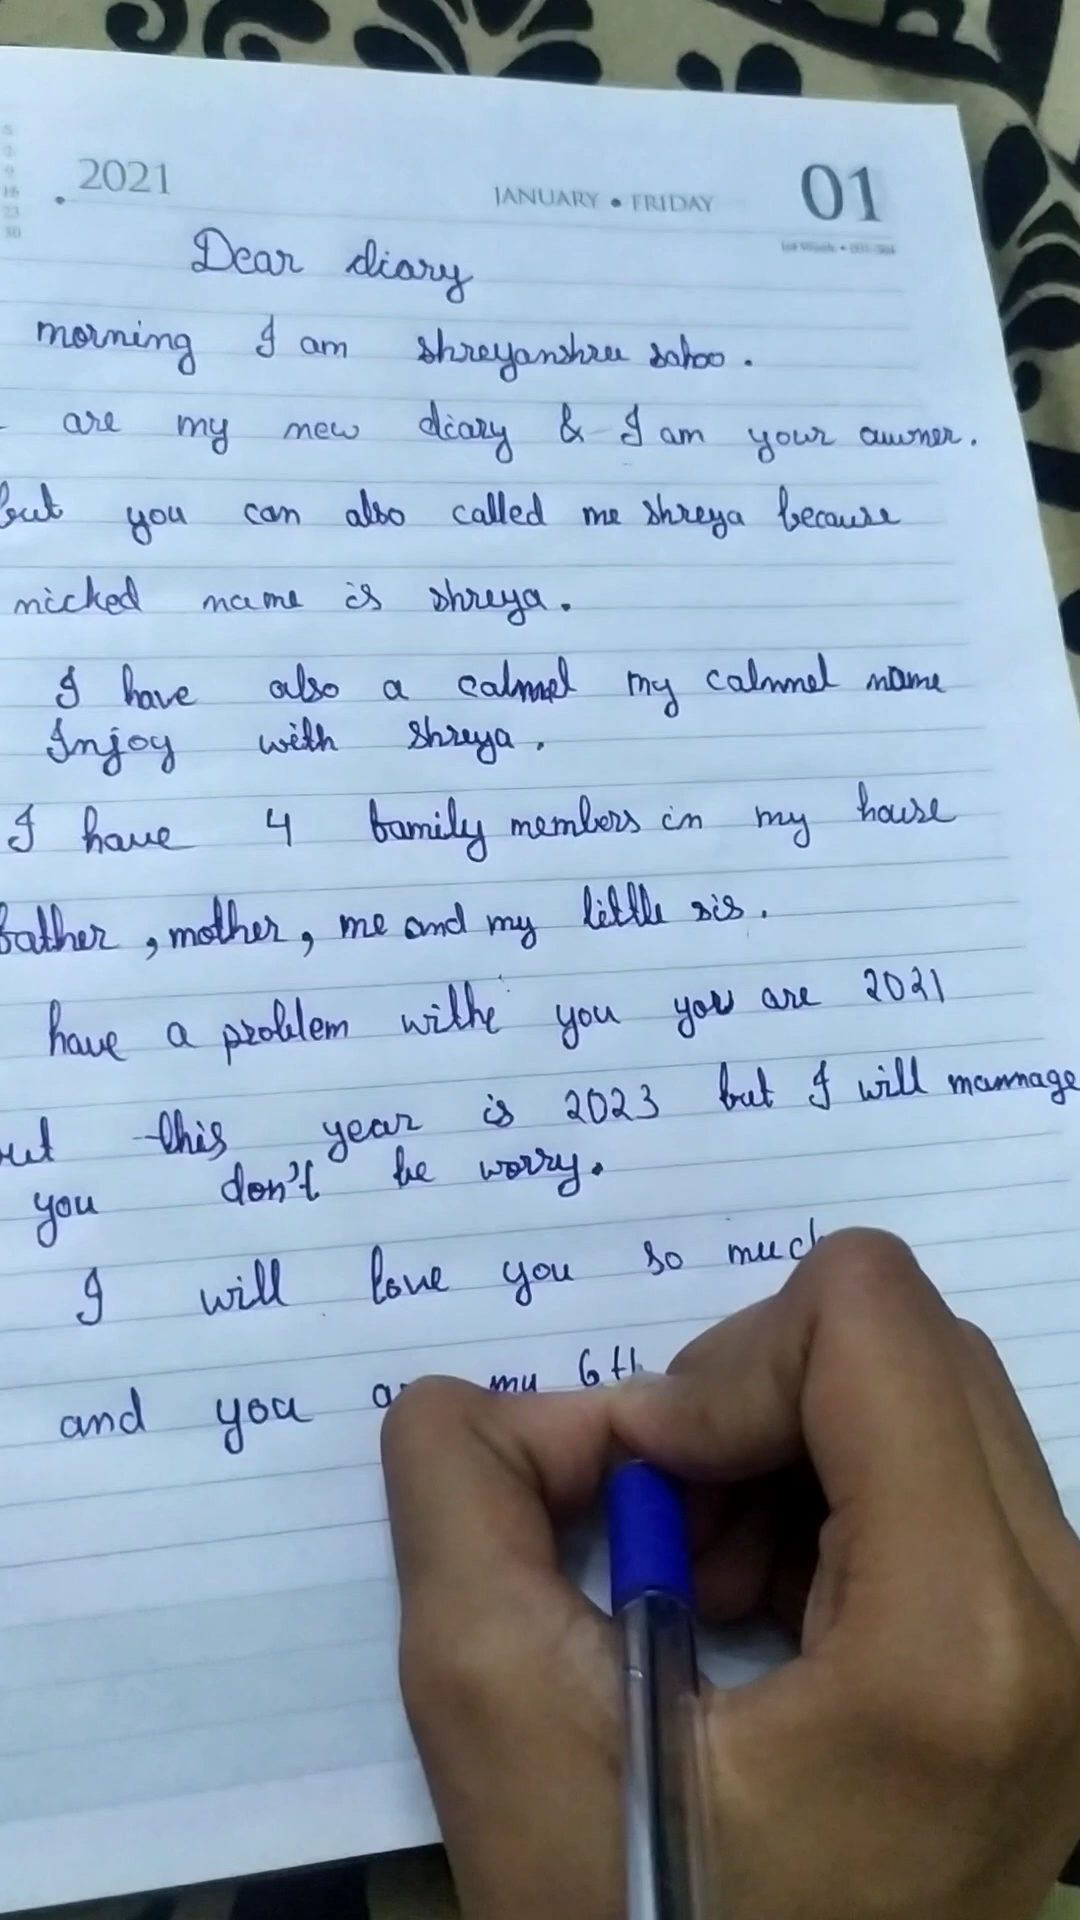 2021 JANUARY • FRIDAY 01
Dear diary
morning I am shreyanshree sahoo.
are my new diary & I am your awner.
but you can also called me shreya because
nicked name is shreya.
I have also a calnnel my calnnel name
Injoy with shreya.
I have 4 family members in my house
father, mother, me and my little sis.
have a problem withe you you are 2021
but this year is 2023 but I will mannage
you don't be worry.
I will love you so much
and you my 6th